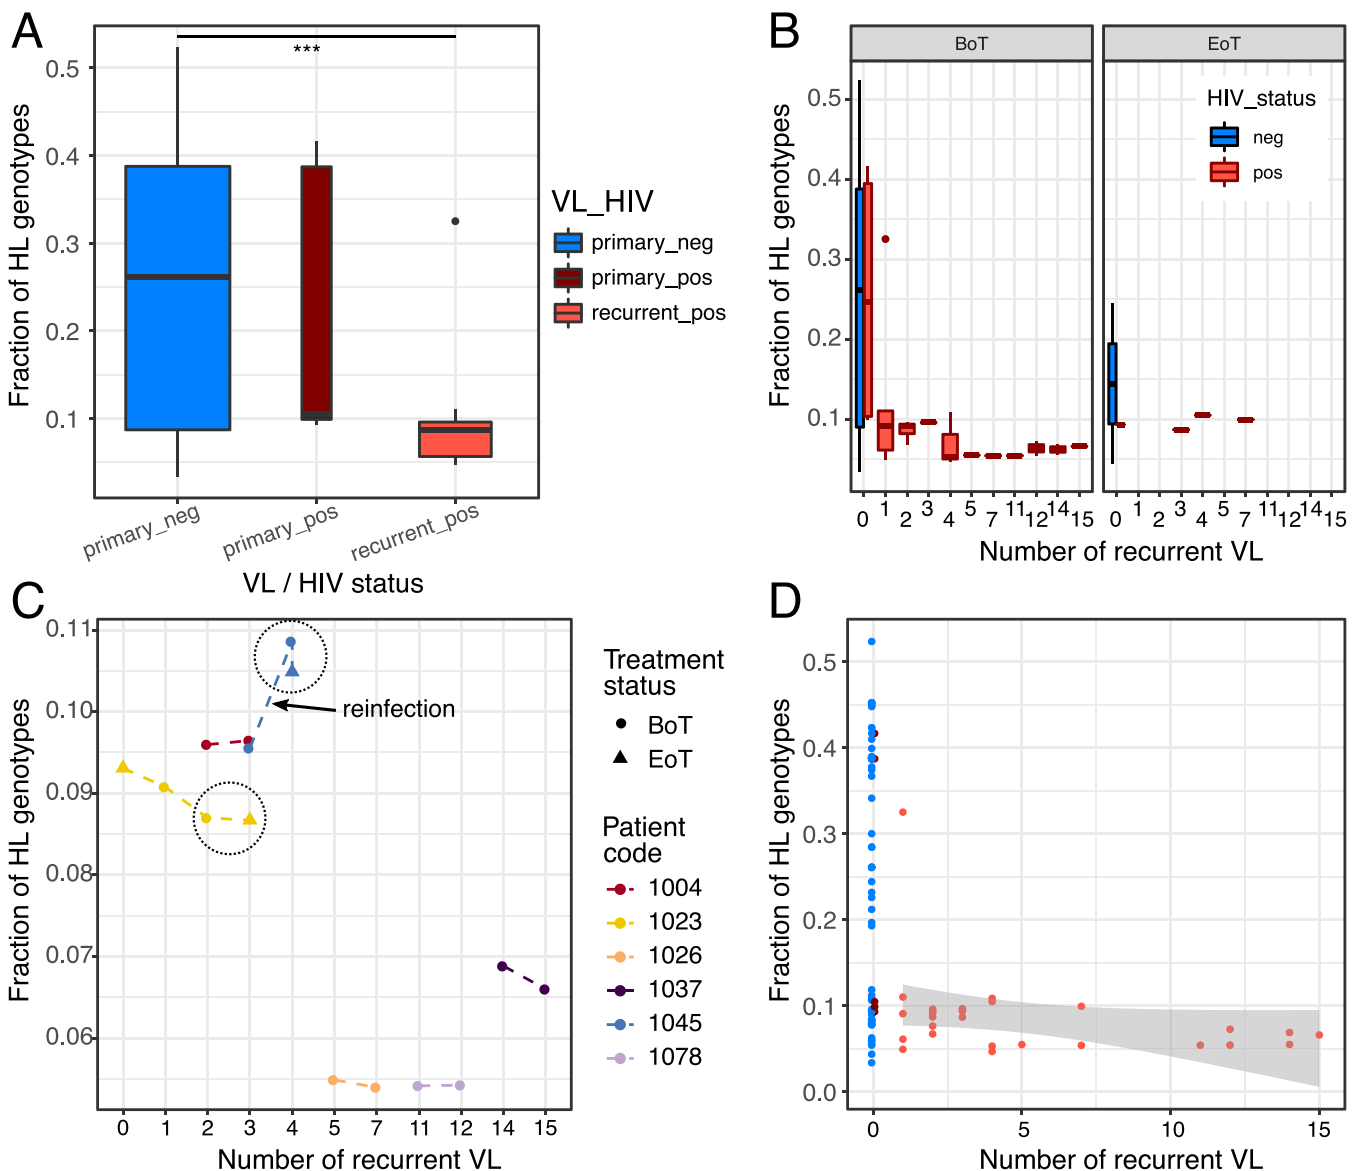 A
***
0.5
0.4
0.3
0.2
0.1
Fraction of HL genotypes
primary_neg
primary_pos
recurrent_pos
VL / HIV status
VL_HIV
primary_neg
primary_pos
recurrent_pos
B
BoT
EoT
0.5
0.4
0.3
0.2
0.1
Fraction of HL genotypes
HIV_status
neg
pos
0 1 2 3 4 5 7 11 12 14 15
0 1 2 3 4 5 7 11 12 14 15
Number of recurrent VL
C
0.11
0.10
0.09
0.08
0.07
0.06
Fraction of HL genotypes
reinfection
0 1 2 3 4 5 7 11 12 14 15
Number of recurrent VL
Treatment
status
BoT
EoT
Patient
code
1004
1023
1026
1037
1045
1078
D
0.5
0.4
0.3
0.2
0.1
0.0
Fraction of HL genotypes
0 5 10 15
Number of recurrent VL